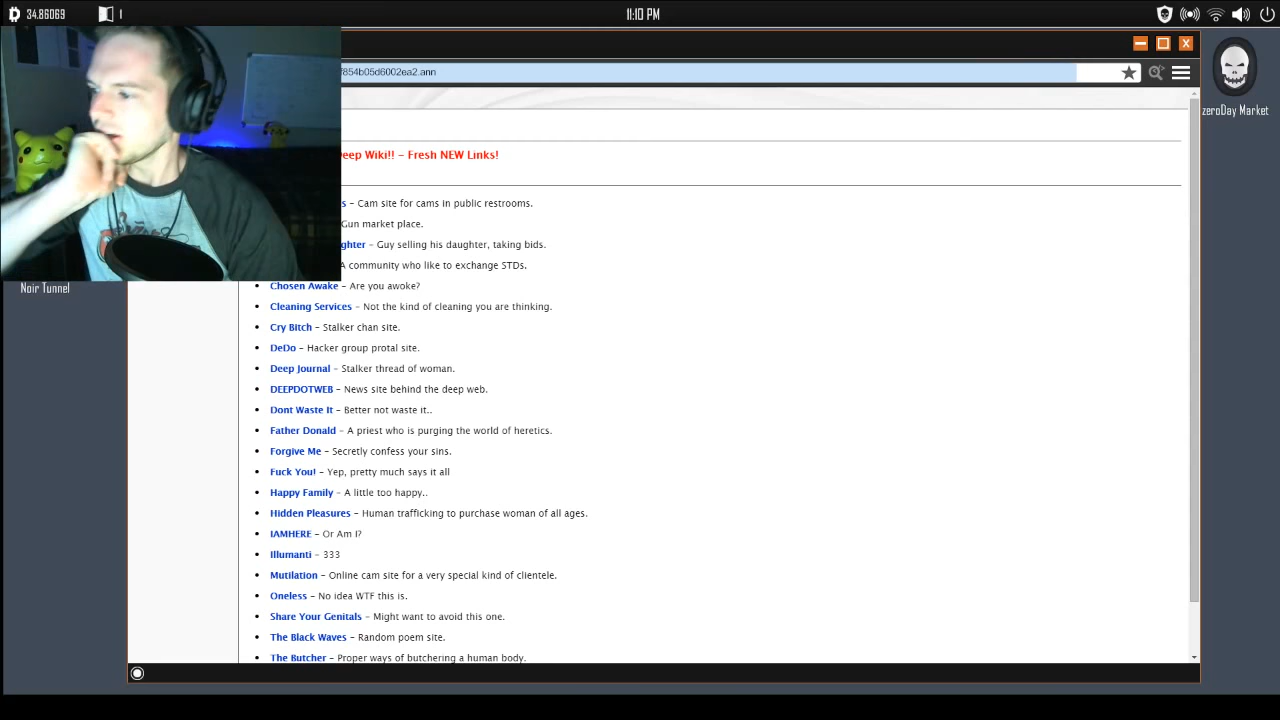 34.86069
1
11:10 PM
f854b05d6002ea2.ann
zeroDay Market
Deep Wiki!! - Fresh NEW Links!
s - Cam site for cams in public restrooms.
Gun market place.
ghter - Guy selling his daughter, taking bids.
A community who like to exchange STDs.
Noir Tunnel
Chosen Awake - Are you awoke?
Cleaning Services - Not the kind of cleaning you are thinking.
Cry Bitch - Stalker chan site.
DeDo - Hacker group protal site.
Deep Journal - Stalker thread of woman.
DEEPDOTWEB - News site behind the deep web.
Dont Waste It - Better not waste it..
Father Donald - A priest who is purging the world of heretics.
Forgive Me - Secretly confess your sins.
Fuck You! - Yep, pretty much says it all
Happy Family - A little too happy..
Hidden Pleasures - Human trafficking to purchase woman of all ages.
IAMHERE - Or Am I?
Illumanti - 333
Mutilation - Online cam site for a very special kind of clientele.
Oneless - No idea WTF this is.
Share Your Genitals - Might want to avoid this one.
The Black Waves - Random poem site.
The Butcher - Proper ways of butchering a human body.